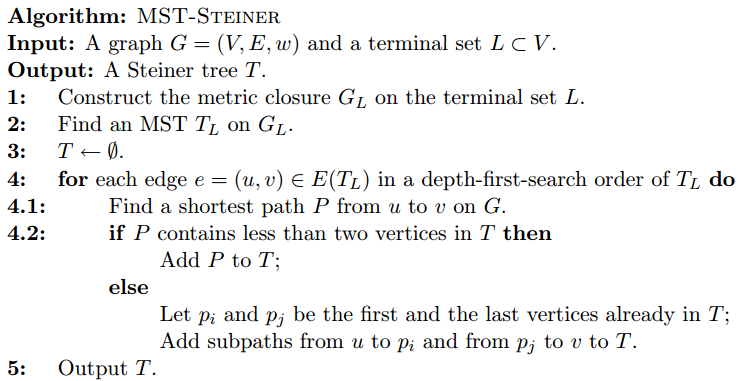 Algorithm: MST-STEINER
Input: A graph G = (V, E, w) and a terminal set L ⊂ V.
Output: A Steiner tree T.
1: Construct the metric closure G_L on the terminal set L.
2: Find an MST T_L on G_L.
3: T ← ∅.
4: for each edge e = (u, v) ∈ E(T_L) in a depth-first-search order of T_L do
4.1: Find a shortest path P from u to v on G.
4.2: if P contains less than two vertices in T then
Add P to T;
else
Let p_i and p_j be the first and the last vertices already in T;
Add subpaths from u to p_i and from p_j to v to T.
5: Output T.